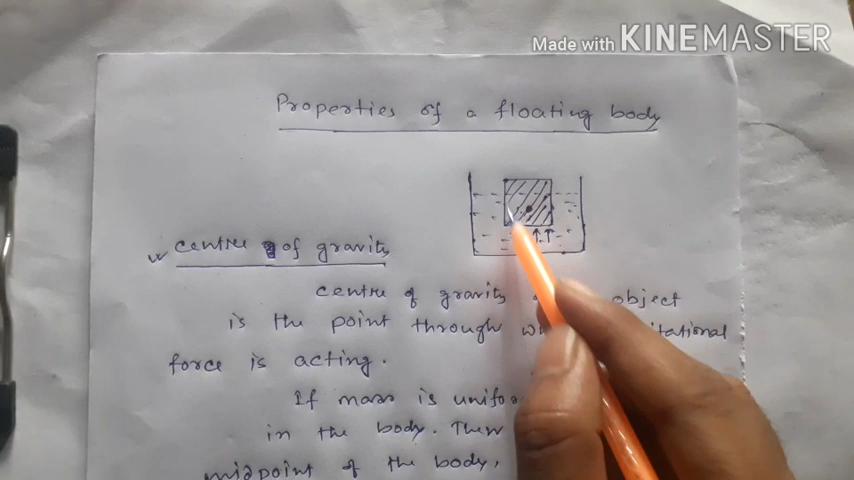 Made with KINEMASTER
Properties of a floating body
centre of gravity
centre of gravity object
is the point through
force is acting.
If mass is
in the body. Then
midpoint of the body.